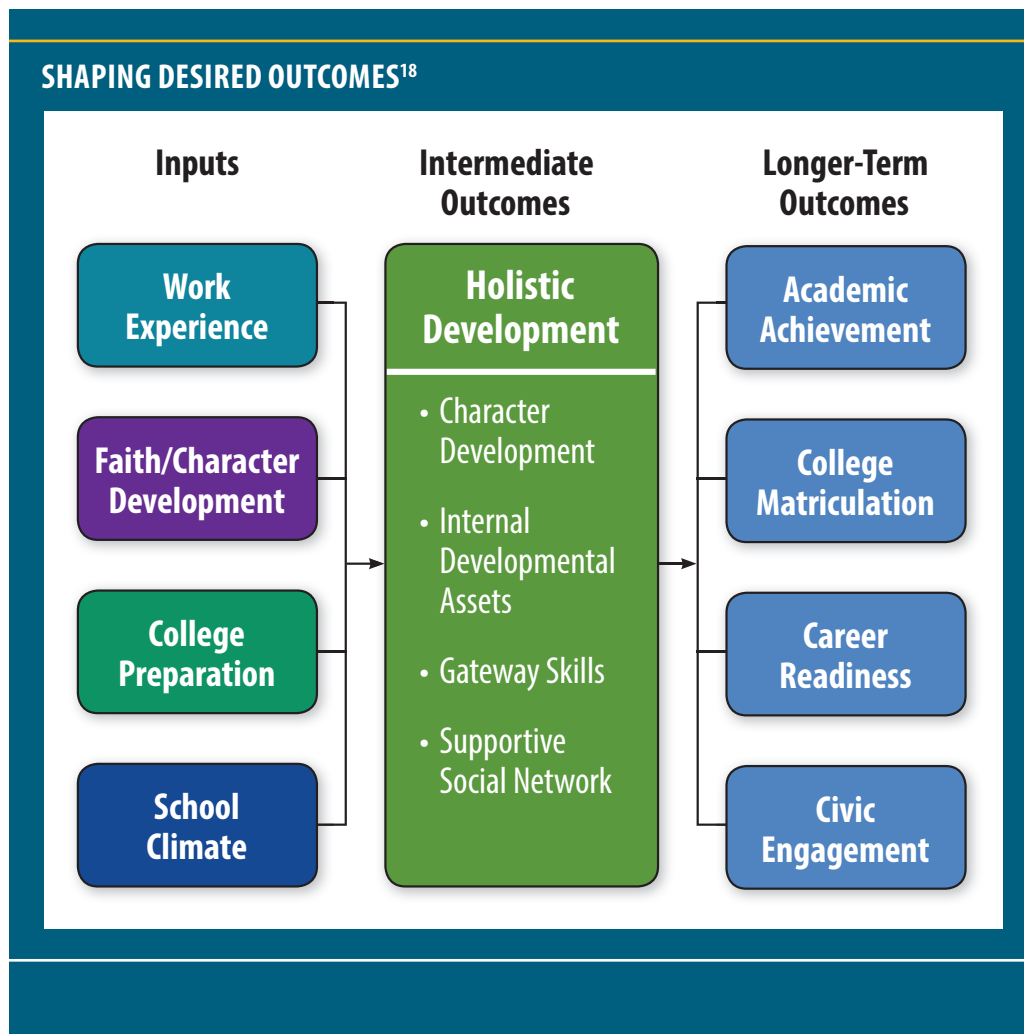 SHAPING DESIRED OUTCOMES18
Inputs
Work
Experience
Faith/Character
Development
College
Preparation
School
Climate
Intermediate
Outcomes
Holistic
Development
• Character
Development
• Internal
Developmental
Assets
• Gateway Skills
• Supportive
Social Network
Longer-Term
Outcomes
Academic
Achievement
College
Matriculation
Career
Readiness
Civic
Engagement